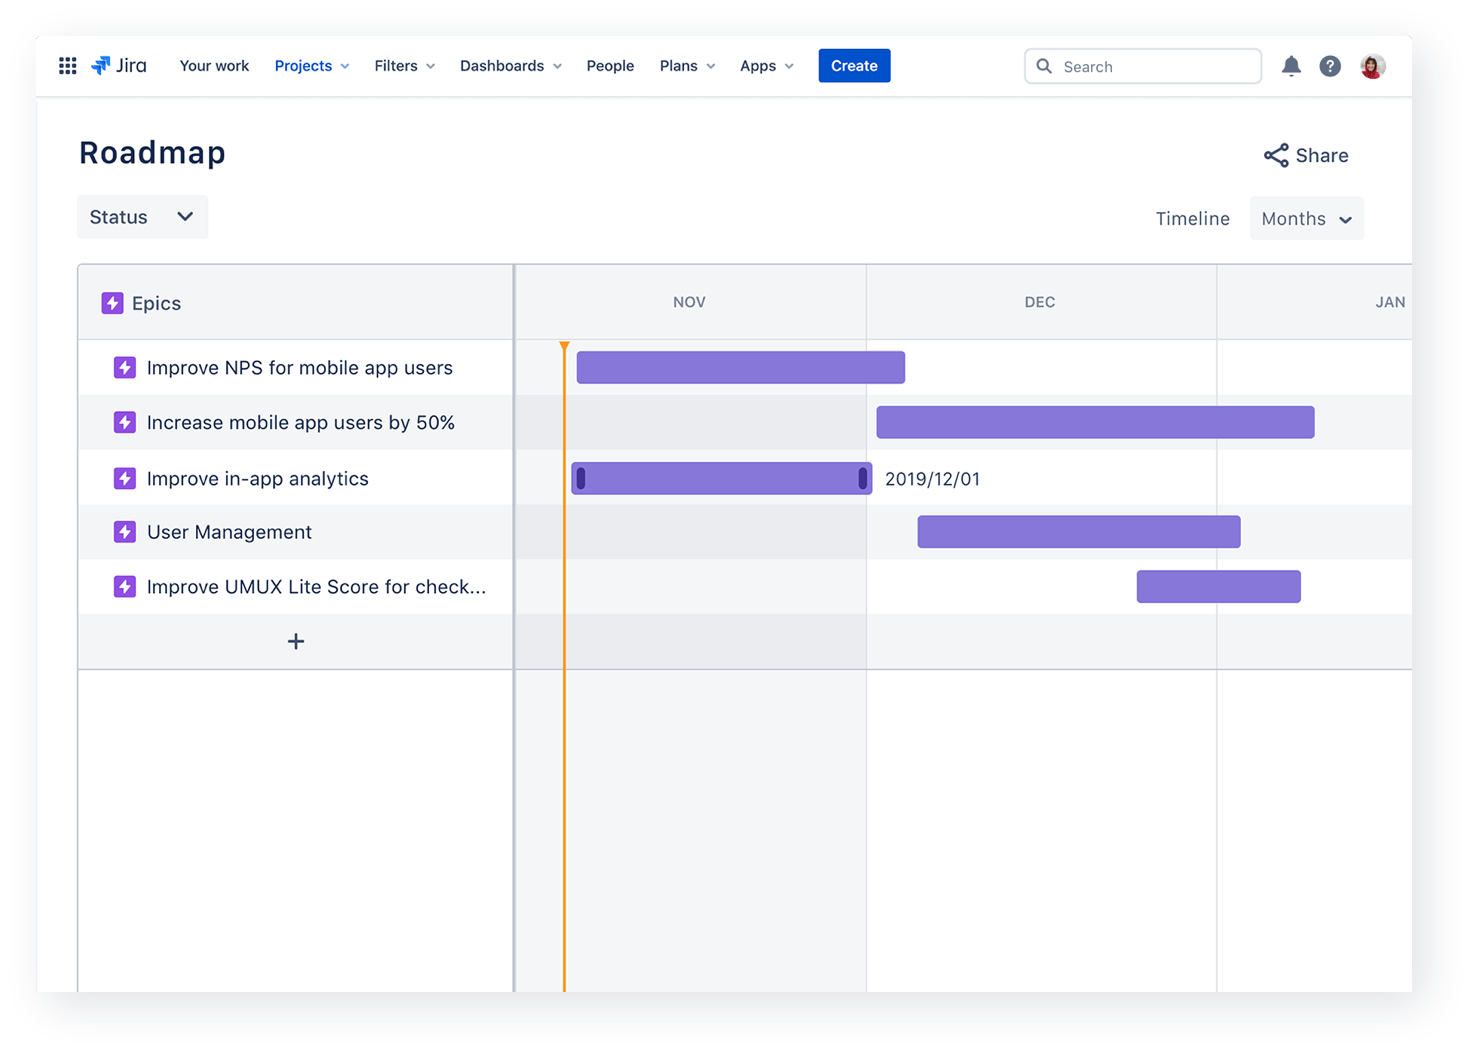 Jira Your work Projects Filters Dashboards People Plans Apps Create Search ?
Roadmap
Share
Status
Timeline Months
Epics NOV DEC JAN
Improve NPS for mobile app users
Increase mobile app users by 50%
Improve in-app analytics 2019/12/01
User Management
Improve UMUX Lite Score for check...
+